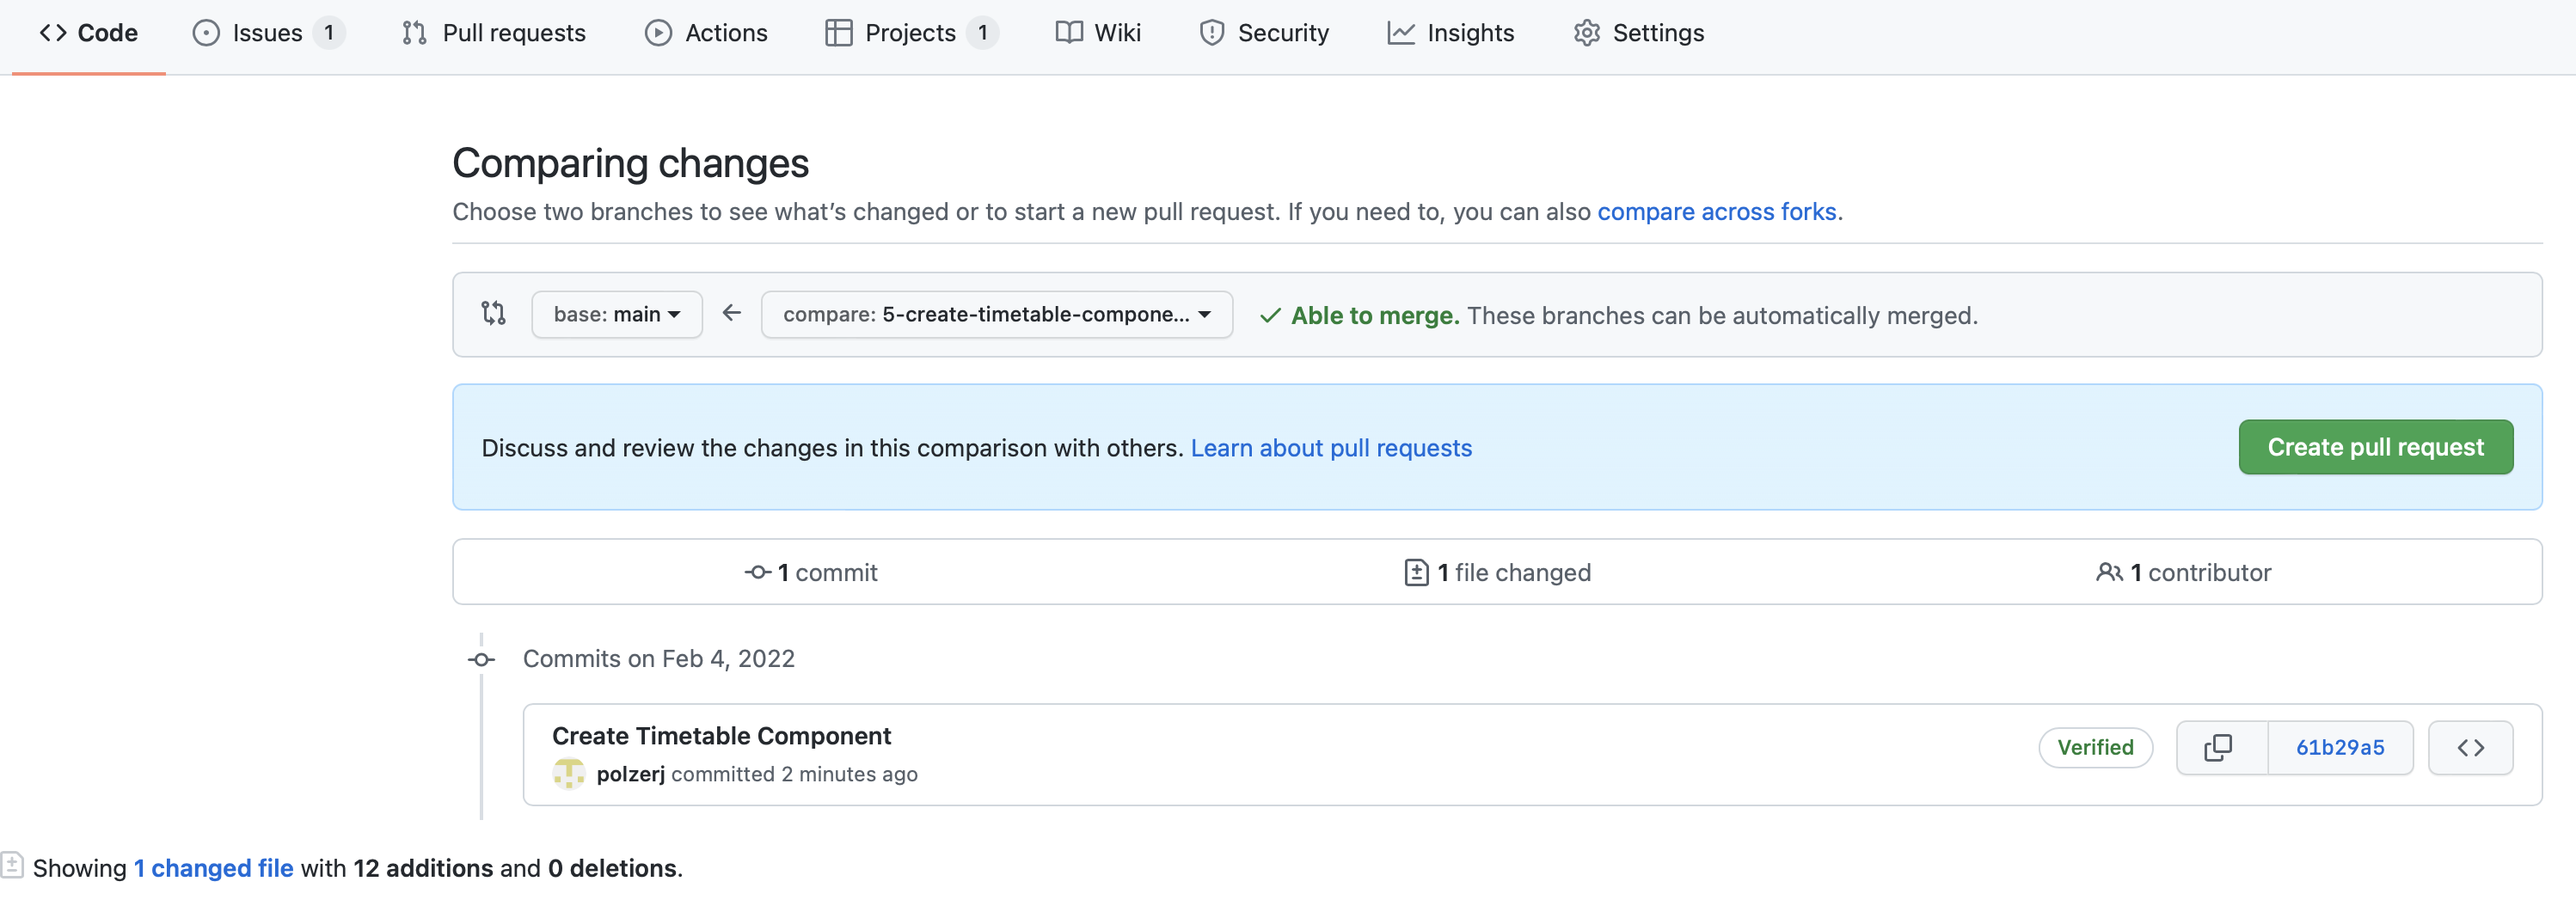 Code Issues 1 Pull requests Actions Projects 1 Wiki Security Insights Settings
Comparing changes
Choose two branches to see what’s changed or to start a new pull request. If you need to, you can also compare across forks.
base: main compare: 5-create-timetable-compone... Able to merge. These branches can be automatically merged.
Discuss and review the changes in this comparison with others. Learn about pull requests Create pull request
1 commit 1 file changed 1 contributor
Commits on Feb 4, 2022
Create Timetable Component
Verified 61b29a5
polzerj committed 2 minutes ago
Showing 1 changed file with 12 additions and 0 deletions.